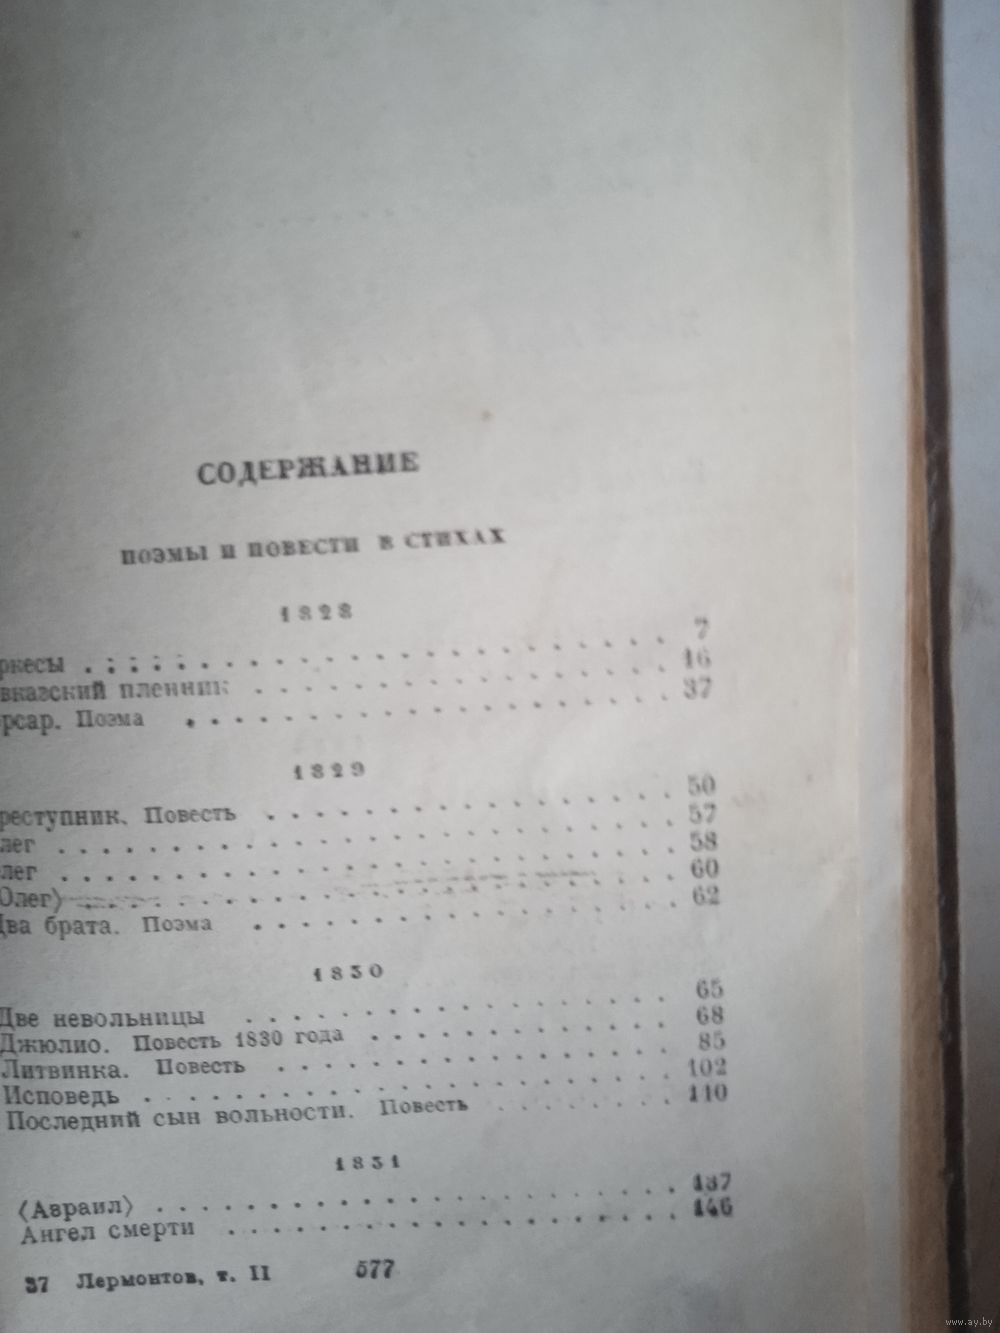 СОДЕРЖАНИЕ
ПОЭМЫ И ПОВЕСТИ В СТИХАХ
1828
ркесы . . . . . . . . . . . . . . . . . . . . . . . . 7
вказский пленник . . . . . . . . . . . . . . . . . . 16
рсар. Поэма . . . . . . . . . . . . . . . . . . . . . 37
1829
реступник. Повесть . . . . . . . . . . . . . . . . . 50
лег . . . . . . . . . . . . . . . . . . . . . . . . . 57
лег . . . . . . . . . . . . . . . . . . . . . . . . . 58
Олег〉 . . . . . . . . . . . . . . . . . . . . . . . . 60
Два брата. Поэма . . . . . . . . . . . . . . . . . . 62
1830
Две невольницы . . . . . . . . . . . . . . . . . . 65
Джюлио. Повесть 1830 года . . . . . . . . . . . . . 68
Литвинка. Повесть . . . . . . . . . . . . . . . . . 85
Исповедь . . . . . . . . . . . . . . . . . . . . . . 102
Последний сын вольности. Повесть . . . . . . . . 110
1831
〈Азраил〉 . . . . . . . . . . . . . . . . . . . . . . 137
Ангел смерти . . . . . . . . . . . . . . . . . . . . 146
37 Лермонтов, т. II 577
www.ay.by